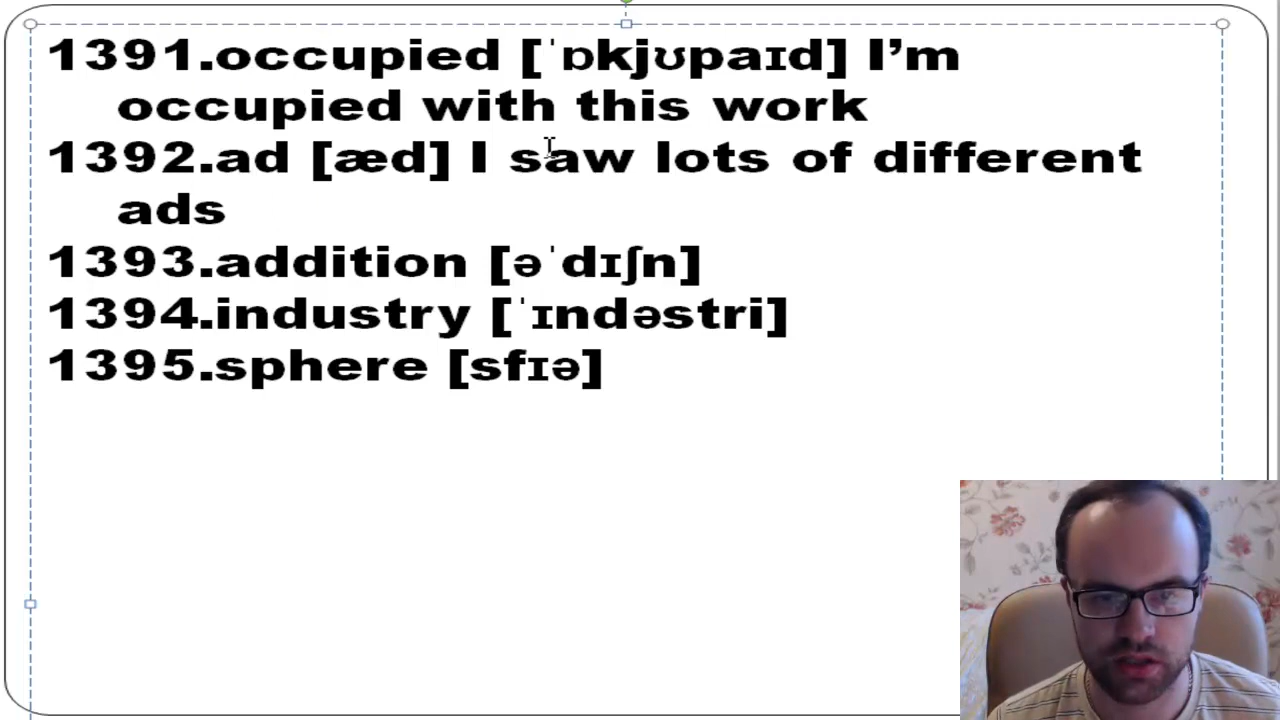 1391.occupied [ˈɒkjʊpaɪd] I’m
occupied with this work
1392.ad [æd] I saw lots of different
ads
1393.addition [əˈdɪʃn]
1394.industry [ˈɪndəstri]
1395.sphere [sfɪə]